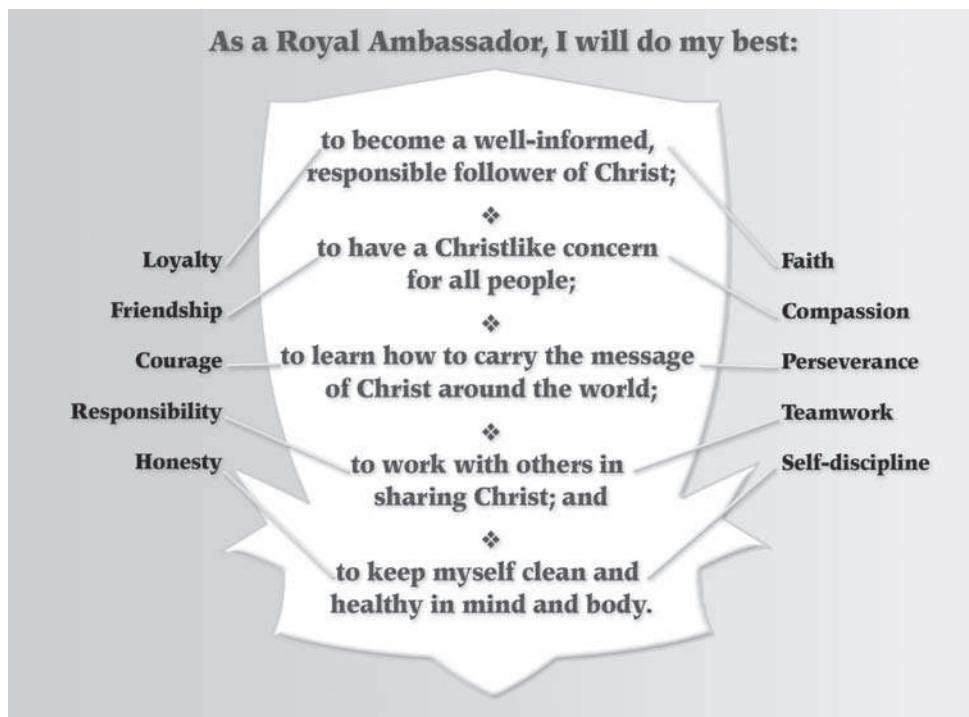 As a Royal Ambassador, I will do my best:
to become a well-informed,
responsible follower of Christ;
❖
to have a Christlike concern
for all people;
❖
to learn how to carry the message
of Christ around the world;
❖
to work with others in
sharing Christ; and
❖
to keep myself clean and
healthy in mind and body.
Loyalty
Friendship
Courage
Responsibility
Honesty
Faith
Compassion
Perseverance
Teamwork
Self-discipline